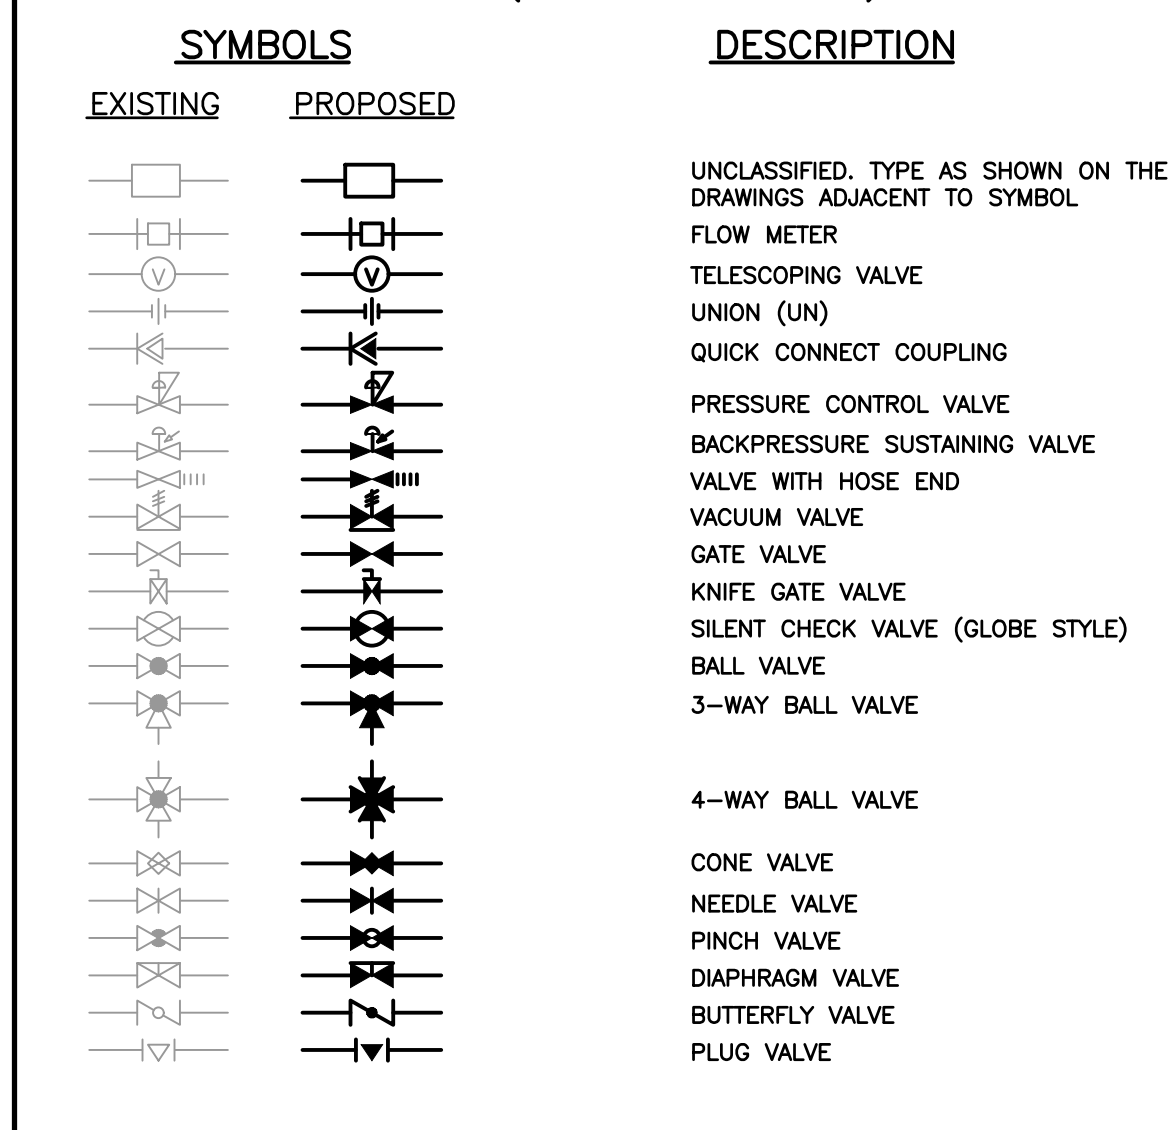 SYMBOLS DESCRIPTION
EXISTING PROPOSED
UNCLASSIFIED. TYPE AS SHOWN ON THE
DRAWINGS ADJACENT TO SYMBOL
FLOW METER
V V TELESCOPING VALVE
UNION (UN)
QUICK CONNECT COUPLING
PRESSURE CONTROL VALVE
BACKPRESSURE SUSTAINING VALVE
VALVE WITH HOSE END
VACUUM VALVE
GATE VALVE
KNIFE GATE VALVE
SILENT CHECK VALVE (GLOBE STYLE)
BALL VALVE
3-WAY BALL VALVE
4-WAY BALL VALVE
CONE VALVE
NEEDLE VALVE
PINCH VALVE
DIAPHRAGM VALVE
BUTTERFLY VALVE
PLUG VALVE